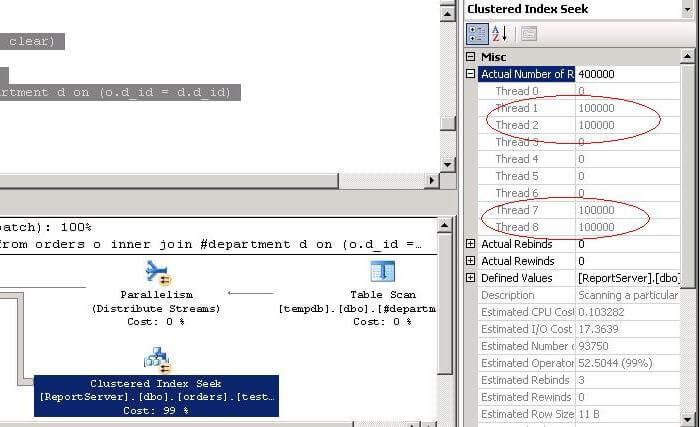 clear)
artment d on (o.d_id = d.d_id)
patch): 100%
from orders o inner join #department d on (o.d_id =…
Parallelism
(Distribute Streams)
Cost: 0 %
Table Scan
[tempdb].[dbo].[#departm
Cost: 0 %
Clustered Index Seek
[ReportServer].[dbo].[orders].[test…
Cost: 99 %
Clustered Index Seek
Misc
Actual Number of R 400000
Thread 0 0
Thread 1 100000
Thread 2 100000
Thread 3 0
Thread 4 0
Thread 5 0
Thread 6 0
Thread 7 100000
Thread 8 100000
Actual Rebinds 0
Actual Rewinds 0
Defined Values [ReportServer].[dbo]
Description Scanning a particular
Estimated CPU Cost 0.103282
Estimated I/O Cost 17.3639
Estimated Number o 93750
Estimated Operator 52.5044 (99%)
Estimated Rebinds 3
Estimated Rewinds 0
Estimated Row Size 11 B